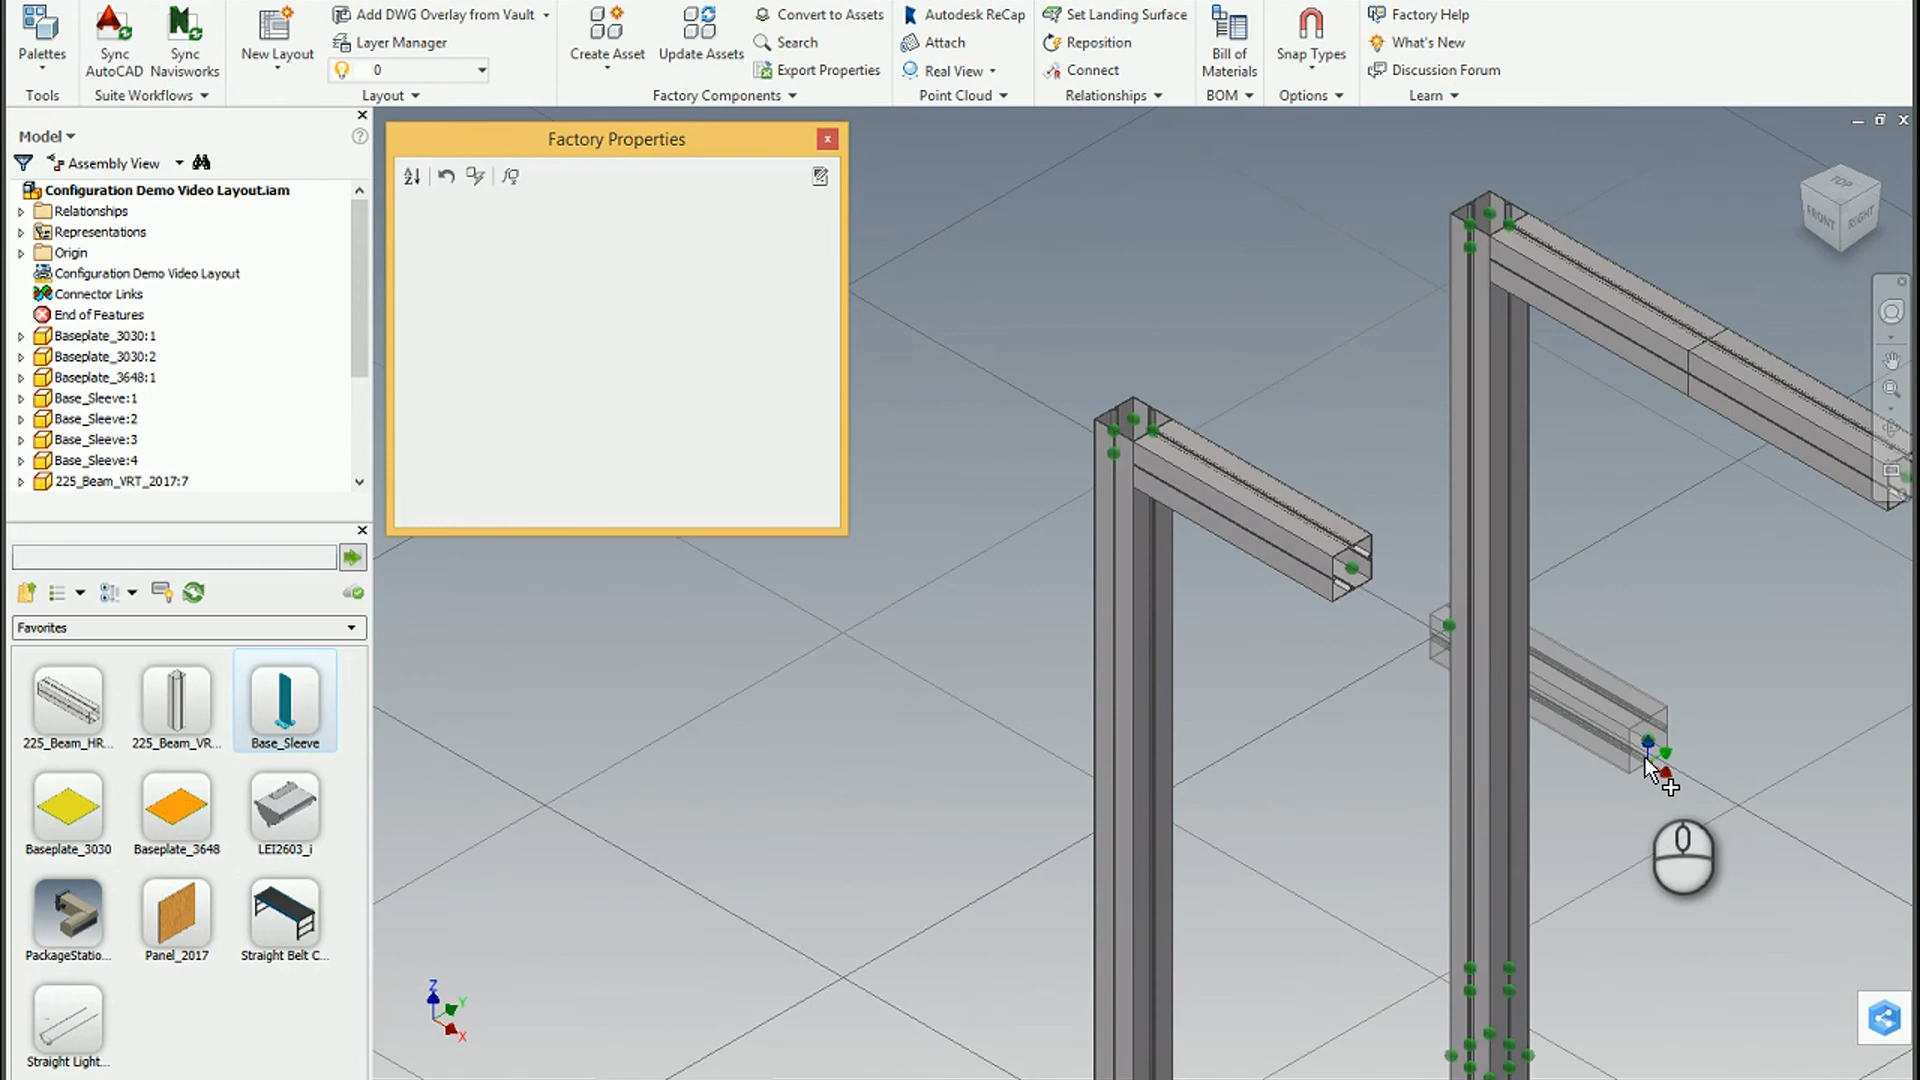 Palettes
Sync AutoCAD
Sync Navisworks
New Layout
Add DWG Overlay from Vault
Layer Manager
0
Create Asset
Update Assets
Convert to Assets
Search
Export Properties
Autodesk ReCap
Attach
Real View
Set Landing Surface
Reposition
Connect
Bill of Materials
Snap Types
Factory Help
What's New
Discussion Forum
Tools
Suite Workflows
Layout
Factory Components
Point Cloud
Relationships
BOM
Options
Learn
Model
Assembly View
Configuration Demo Video Layout.iam
Relationships
Representations
Origin
Configuration Demo Video Layout
Connector Links
End of Features
Baseplate_3030:1
Baseplate_3030:2
Baseplate_3648:1
Base_Sleeve:1
Base_Sleeve:2
Base_Sleeve:3
Base_Sleeve:4
225_Beam_VRT_2017:7
Favorites
225_Beam_HR...
225_Beam_VR...
Base_Sleeve
Baseplate_3030
Baseplate_3648
LEI2603_i
PackageStatio...
Panel_2017
Straight Belt C...
Straight Light...
Factory Properties
TOP
FRONT
RIGHT
Z
Y
X